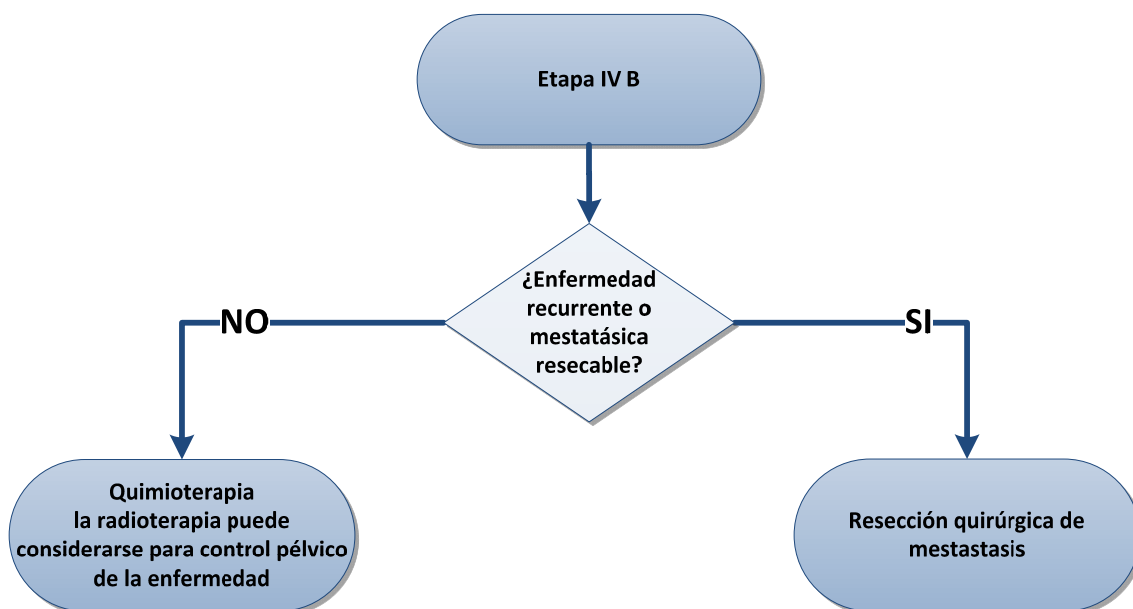 Etapa IV B
¿Enfermedad
recurrente o
mestatásica
resecable?
NO
SI
Quimioterapia
la radioterapia puede
considerarse para control pélvico
de la enfermedad
Resección quirúrgica de
mestastasis